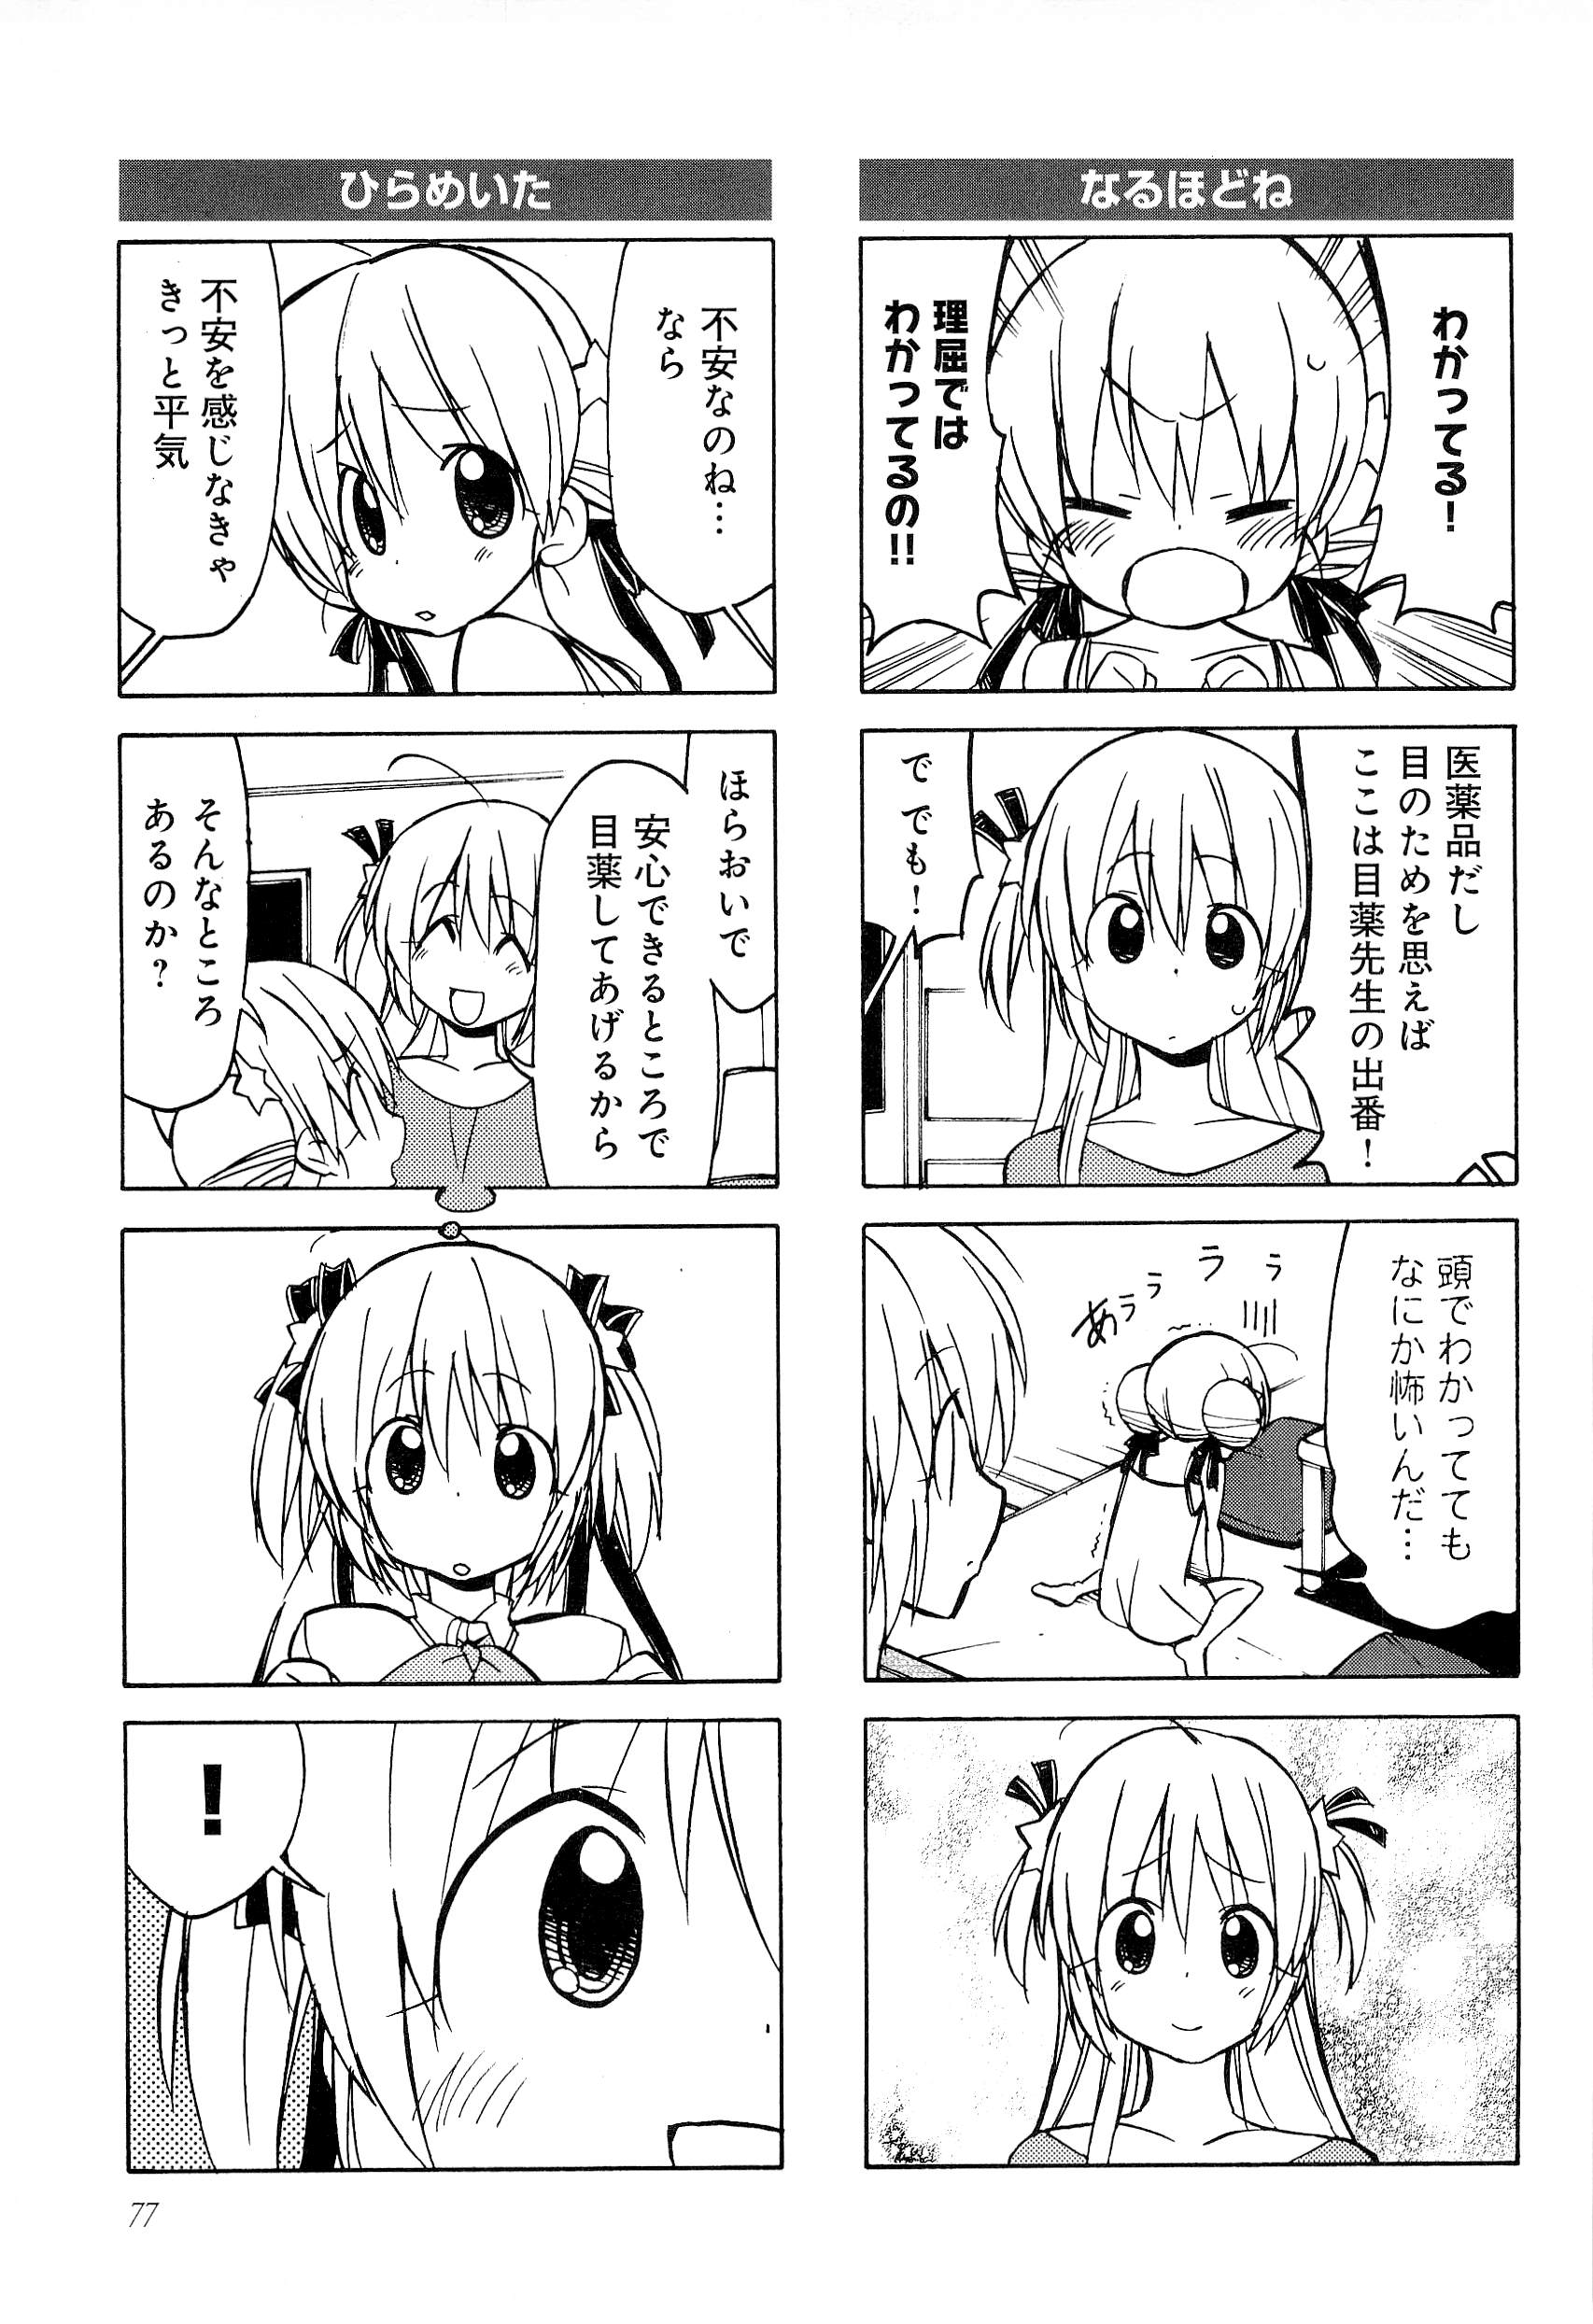 なるほどね
わかってる！
理屈では
わかってるの!!
医薬品だし
目のためを思えば
ここは目薬先生の出番！
で でも！
頭でわかってても
なにか怖いんだ…
あぅぅララぅ
ひらめいた
不安なのね…
なら
不安を感じなきゃ
きっと平気
ほらおいで
安心できるところで
目薬してあげるから
そんなところ
あるのか？
！
77